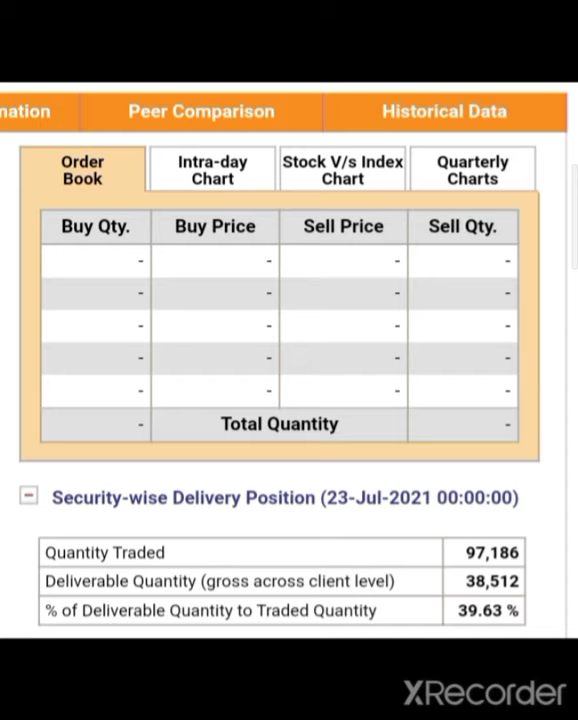 mation Peer Comparison Historical Data
Order Book Intra-day Chart Stock V/s Index Chart Quarterly Charts
Buy Qty. Buy Price Sell Price Sell Qty.
- - - -
- - - -
- - - -
- - - -
- - - -
- Total Quantity -
Security-wise Delivery Position (23-Jul-2021 00:00:00)
Quantity Traded 97,186
Deliverable Quantity (gross across client level) 38,512
% of Deliverable Quantity to Traded Quantity 39.63 %
XRecorder